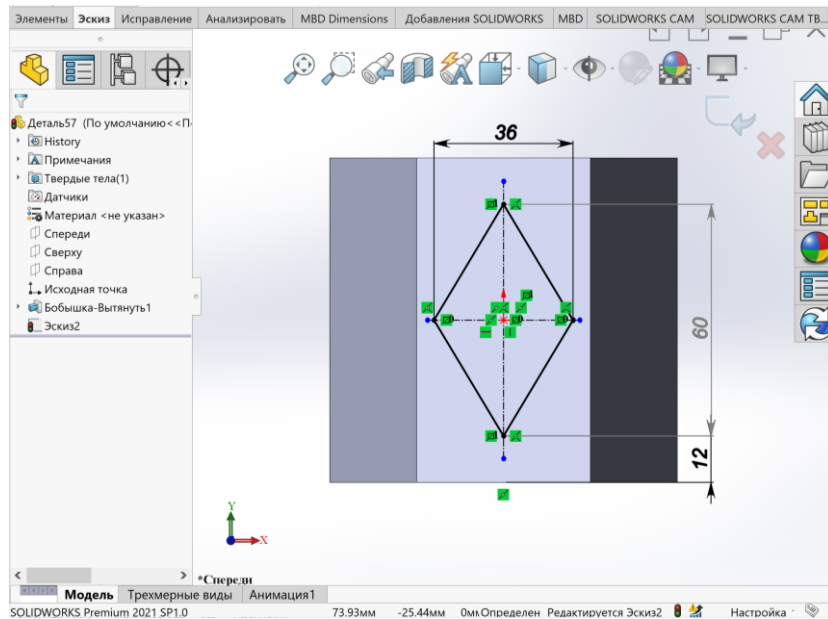 Элементы Эскиз Исправление Анализировать MBD Dimensions Добавления SOLIDWORKS MBD SOLIDWORKS CAM SOLIDWORKS CAM TB...
Деталь57 (По умолчанию<<П
History
Примечания
Твердые тела(1)
Датчики
Материал <не указан>
Спереди
Сверху
Справа
Исходная точка
Бобышка-Вытянуть1
Эскиз2
36
60
12
Y
X
*Спереди
Модель Трехмерные виды Анимация1
SOLIDWORKS Premium 2021 SP1.0 73.93мм -25.44мм 0мм Определен Редактируется Эскиз2 Настройка